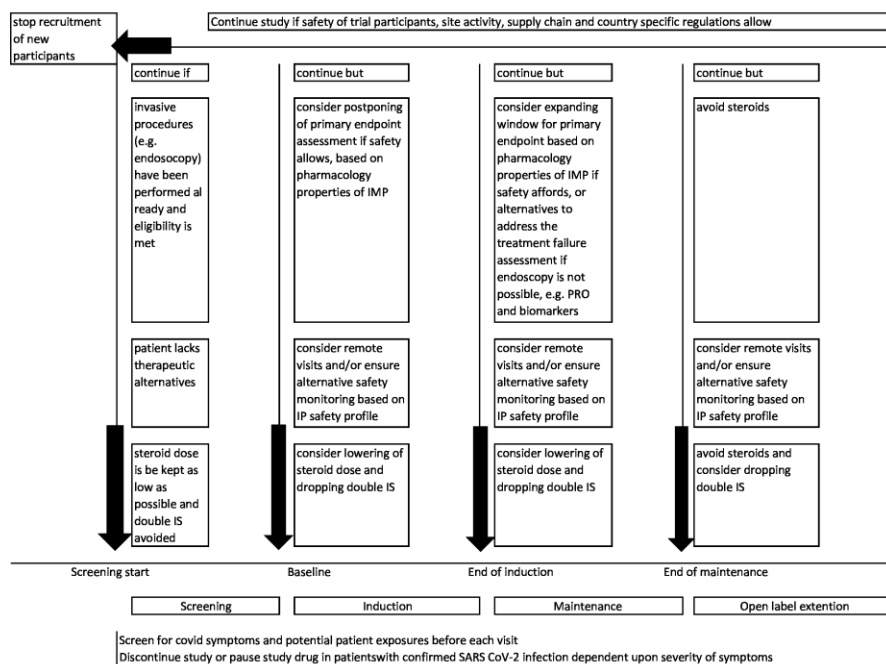 stop recruitment
of new
participants
Continue study if safety of trial participants, site activity, supply chain and country specific regulations allow
continue if
invasive
procedures
(e.g.
endosocopy)
have been
performed al
ready and
eligibility is
met
patient lacks
therapeutic
alternatives
steroid dose
is be kept as
low as
possible and
double IS
avoided
continue but
consider postponing
of primary endpoint
assessment if safety
allows, based on
pharmacology
properties of IMP
consider remote
visits and/or ensure
alternative safety
monitoring based on
IP safety profile
consider lowering of
steroid dose and
dropping double IS
continue but
consider expanding
window for primary
endpoint based on
pharmacology
properties of IMP if
safety affords, or
alternatives to
address the
treatment failure
assessment if
endoscopy is not
possible, e.g. PRO
and biomarkers
consider remote
visits and/or ensure
alternative safety
monitoring based on
IP safety profile
consider lowering of
steroid dose and
dropping double IS
continue but
avoid steroids
consider remote visits
and/or ensure
alternative safety
monitoring based on
IP safety profile
avoid steroids and
consider dropping
double IS
Screening start
Baseline
End of induction
End of maintenance
Screening
Induction
Maintenance
Open label extention
Screen for covid symptoms and potential patient exposures before each visit
Discontinue study or pause study drug in patientswith confirmed SARS CoV-2 infection dependent upon severity of symptoms